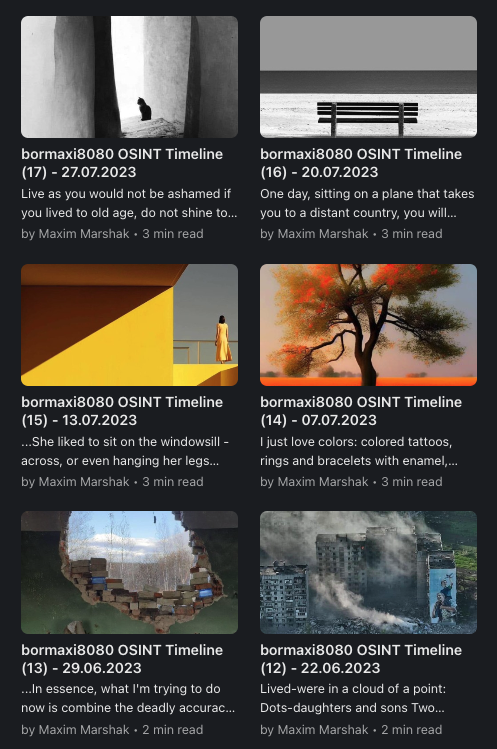 bormaxi8080 OSINT Timeline
(17) - 27.07.2023
Live as you would not be ashamed if
you lived to old age, do not shine to...
by Maxim Marshak • 3 min read
bormaxi8080 OSINT Timeline
(16) - 20.07.2023
One day, sitting on a plane that takes
you to a distant country, you will...
by Maxim Marshak • 3 min read
bormaxi8080 OSINT Timeline
(15) - 13.07.2023
...She liked to sit on the windowsill -
across, or even hanging her legs...
by Maxim Marshak • 3 min read
bormaxi8080 OSINT Timeline
(14) - 07.07.2023
I just love colors: colored tattoos,
rings and bracelets with enamel,...
by Maxim Marshak • 3 min read
bormaxi8080 OSINT Timeline
(13) - 29.06.2023
...In essence, what I'm trying to do
now is combine the deadly accurac...
by Maxim Marshak • 2 min read
bormaxi8080 OSINT Timeline
(12) - 22.06.2023
Lived-were in a cloud of a point:
Dots-daughters and sons Two...
by Maxim Marshak • 2 min read